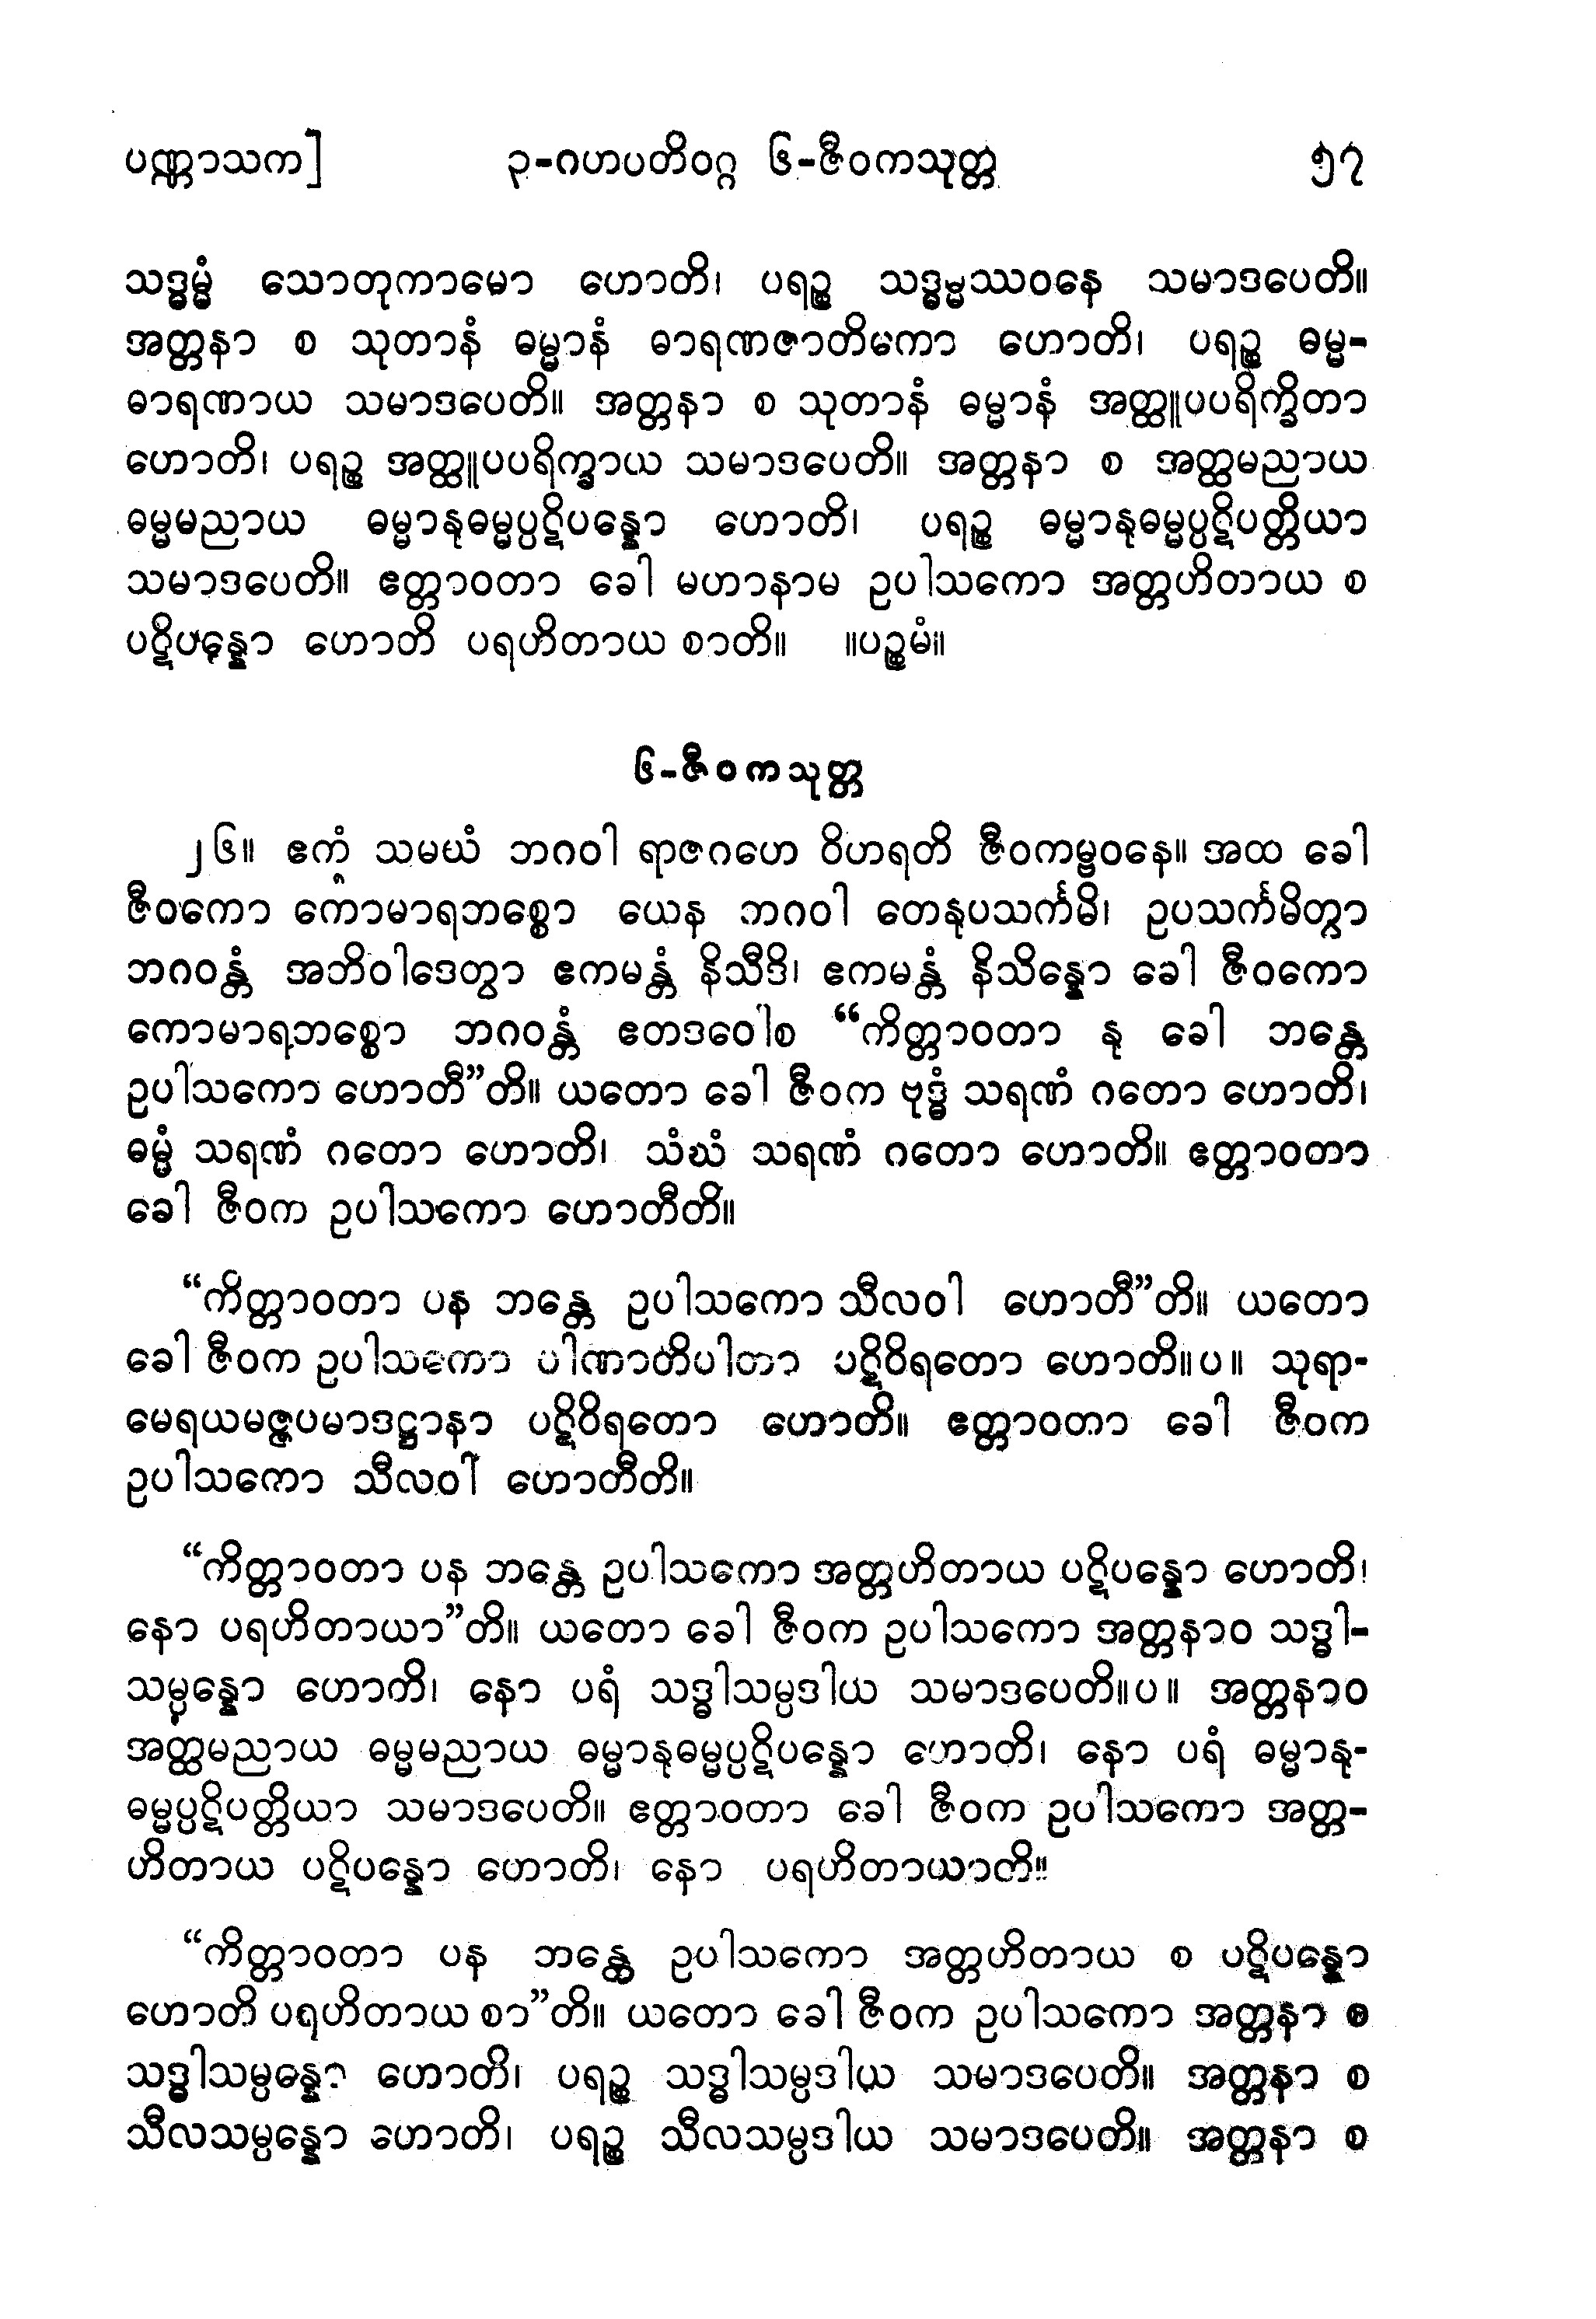 ပဏ္ဏာသက] ၃-ဂဟပတိဝဂ္ဂ ၆-ဇီဝကသုတ္တ ၅၇
သဒ္ဓမ္မံ သောတုကာမော ဟောတိ၊ ပရဉ္စ သဒ္ဓမ္မဿဝနေ သမာဒပေတိ။
အတ္တနာ စ သုတာနံ ဓမ္မာနံ ဓာရဏဇာတိကော ဟောတိ၊ ပရဉ္စ ဓမ္မ-
ဓာရဏာယ သမာဒပေတိ။ အတ္တနာ စ သုတာနံ ဓမ္မာနံ အတ္ထူပပရိက္ခိတာ
ဟောတိ၊ ပရဉ္စ အတ္ထူပပရိက္ခာယ သမာဒပေတိ။ အတ္တနာ စ အတ္ထမညာယ
ဓမ္မမညာယ ဓမ္မာနုဓမ္မပ္ပဋိပန္နော ဟောတိ၊ ပရဉ္စ ဓမ္မာနုဓမ္မပ္ပဋိပတ္တိယာ
သမာဒပေတိ။ ဧတ္တာဝတာ ခေါ မဟာနာမ ဥပါသကော အတ္တဟိတာယ စ
ပဋိပန္နော ဟောတိ ပရဟိတာယ စာတိ။ ။ပဉ္စမံ။
၆-ဇီဝကသုတ္တ
၂၆။ ဧကံ သမယံ ဘဂဝါ ရာဇဂဟေ ဝိဟရတိ ဇီဝကမ္ဗဝနေ။ အထ ခေါ
ဇီဝကော ကောမာရဘစ္စော ယေန ဘဂဝါ တေနုပသင်္ကမိ၊ ဥပသင်္ကမိတွာ
ဘဂဝန္တံ အဘိဝါဒေတွာ ဧကမန္တံ နိသီဒိ၊ ဧကမန္တံ နိသိန္နော ခေါ ဇီဝကော
ကောမာရဘစ္စော ဘဂဝန္တံ ဧတဒဝေါစ “ကိတ္တာဝတာ နု ခေါ ဘန္တေ
ဥပါသကော ဟောတီ”တိ။ ယတော ခေါ ဇီဝက ဗုဒ္ဓံ သရဏံ ဂတော ဟောတိ၊
ဓမ္မံ သရဏံ ဂတော ဟောတိ၊ သံဃံ သရဏံ ဂတော ဟောတိ။ ဧတ္တာဝတာ
ခေါ ဇီဝက ဥပါသကော ဟောတီတိ။
“ကိတ္တာဝတာ ပန ဘန္တေ ဥပါသကော သီလဝါ ဟောတီ”တိ။ ယတော
ခေါ ဇီဝက ဥပါသကော ပါဏာတိပါတာ ပဋိဝိရတော ဟောတိ။ပ။ သုရာ-
မေရယမဇ္ဇပမာဒဋ္ဌာနာ ပဋိဝိရတော ဟောတိ။ ဧတ္တာဝတာ ခေါ ဇီဝက
ဥပါသကော သီလဝါ ဟောတီတိ။
“ကိတ္တာဝတာ ပန ဘန္တေ ဥပါသကော အတ္တဟိတာယ ပဋိပန္နော ဟောတိ၊
နော ပရဟိတာယာ”တိ။ ယတော ခေါ ဇီဝက ဥပါသကော အတ္တနာဝ သဒ္ဓါ-
သမ္ပန္နော ဟောတိ၊ နော ပရံ သဒ္ဓါသမ္ပဒါယ သမာဒပေတိ။ပ။ အတ္တနာဝ
အတ္ထမညာယ ဓမ္မမညာယ ဓမ္မာနုဓမ္မပ္ပဋိပန္နော ဟောတိ၊ နော ပရံ ဓမ္မာနု-
ဓမ္မပ္ပဋိပတ္တိယာ သမာဒပေတိ။ ဧတ္တာဝတာ ခေါ ဇီဝက ဥပါသကော အတ္တ-
ဟိတာယ ပဋိပန္နော ဟောတိ၊ နော ပရဟိတာယာတိ။
“ကိတ္တာဝတာ ပန ဘန္တေ ဥပါသကော အတ္တဟိတာယ စ ပဋိပန္နော
ဟောတိ ပရဟိတာယ စာ”တိ။ ယတော ခေါ ဇီဝက ဥပါသကော အတ္တနာ စ
သဒ္ဓါသမ္ပန္နော ဟောတိ၊ ပရဉ္စ သဒ္ဓါသမ္ပဒါယ သမာဒပေတိ။ အတ္တနာ စ
သီလသမ္ပန္နော ဟောတိ၊ ပရဉ္စ သီလသမ္ပဒါယ သမာဒပေတိ။ အတ္တနာ စ